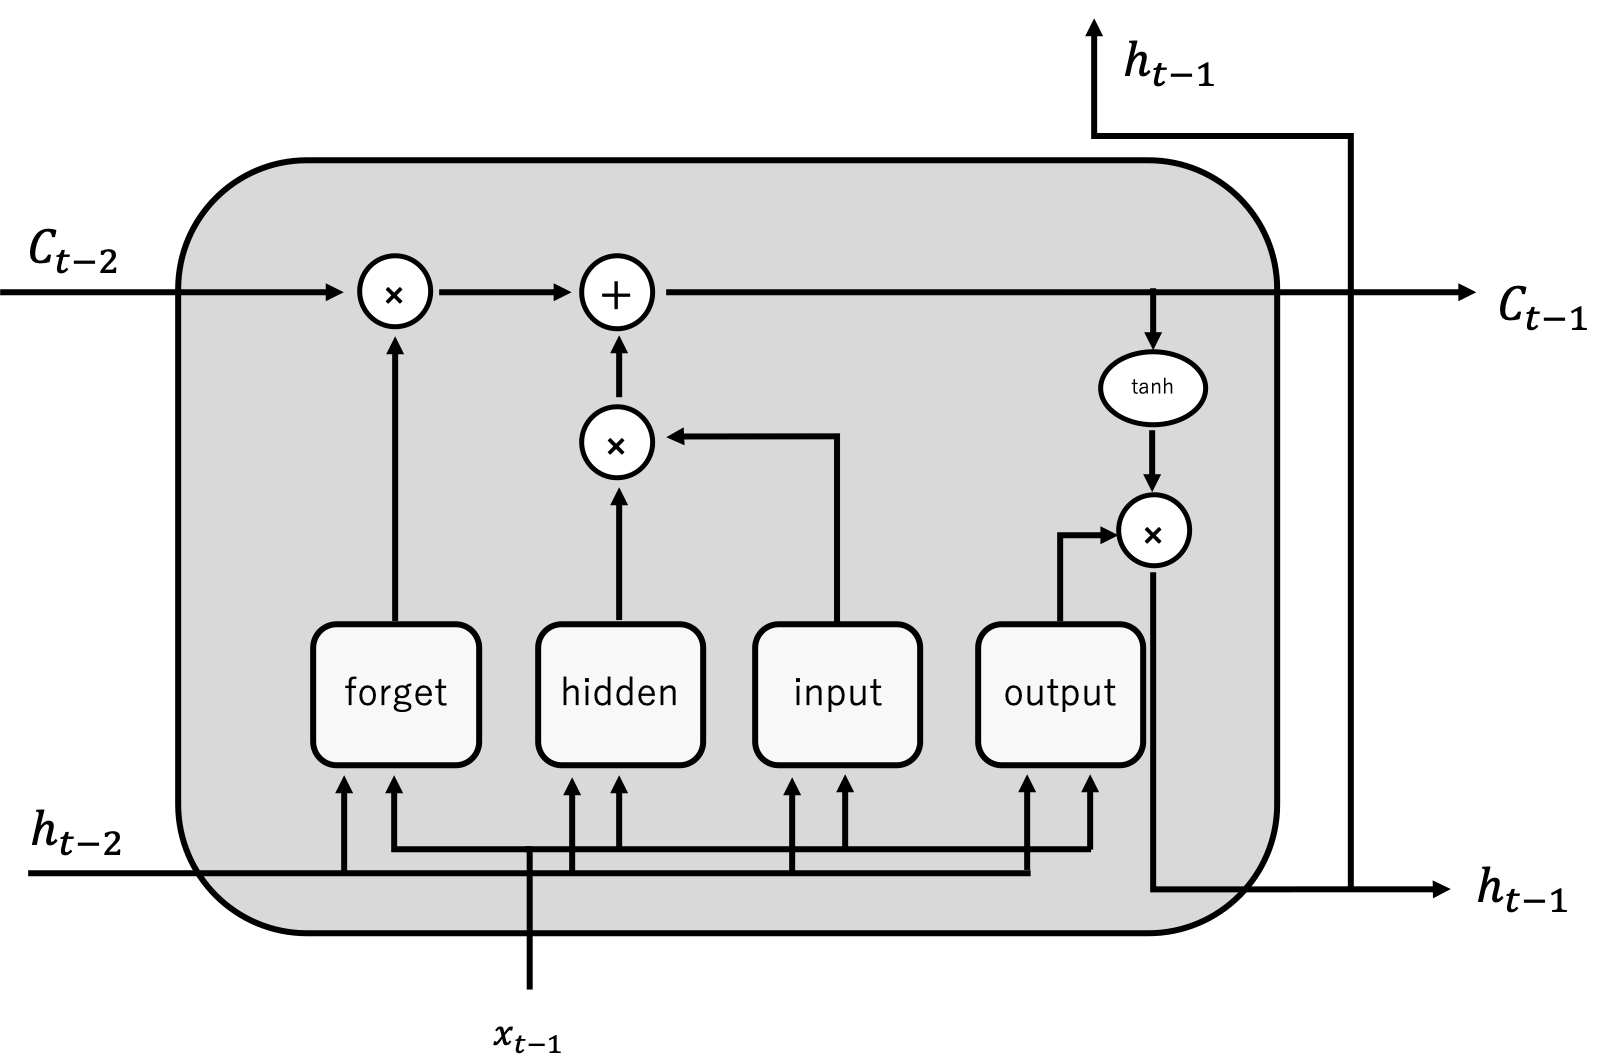 h_{t−1}
C_{t−2}
×
+
C_{t−1}
tanh
×
×
forget
hidden
input
output
h_{t−2}
h_{t−1}
x_{t−1}